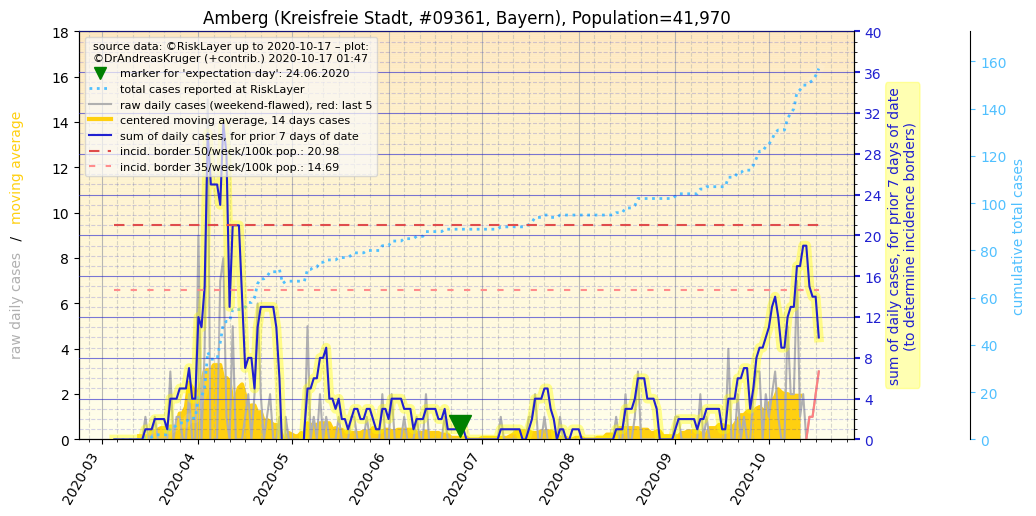 Amberg (Kreisfreie Stadt, #09361, Bayern), Population=41,970
source data: ©RiskLayer up to 2020-10-17 – plot:
©DrAndreasKruger (+contrib.) 2020-10-17 01:47
marker for 'expectation day': 24.06.2020
total cases reported at RiskLayer
raw daily cases (weekend-flawed), red: last 5
centered moving average, 14 days cases
sum of daily cases, for prior 7 days of date
incid. border 50/week/100k pop.: 20.98
incid. border 35/week/100k pop.: 14.69
raw daily cases / moving average
18
16
14
12
10
8
6
4
2
0
2020-03
2020-04
2020-05
2020-06
2020-07
2020-08
2020-09
2020-10
40
36
32
28
24
20
16
12
8
4
0
sum of daily cases, for prior 7 days of date
(to determine incidence borders)
160
140
120
100
80
60
40
20
0
cumulative total cases